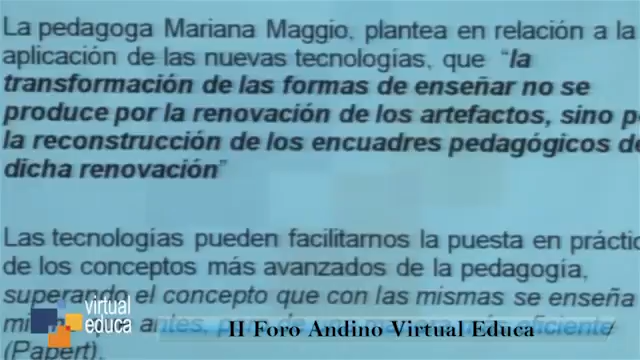 La pedagoga Mariana Maggio, plantea en relación a la
aplicación de las nuevas tecnologías, que “la
transformación de las formas de enseñar no se
produce por la renovación de los artefactos, sino
la reconstrucción de los encuadres pedagógicos de
dicha renovación”
Las tecnologías pueden facilitarnos la puesta en
de los conceptos más avanzados de la pedagogía,
superando el concepto que con las mismas se enseña
antes,
eficiente
(Papert).
virtual
educa
II Foro Andino Virtual Educa